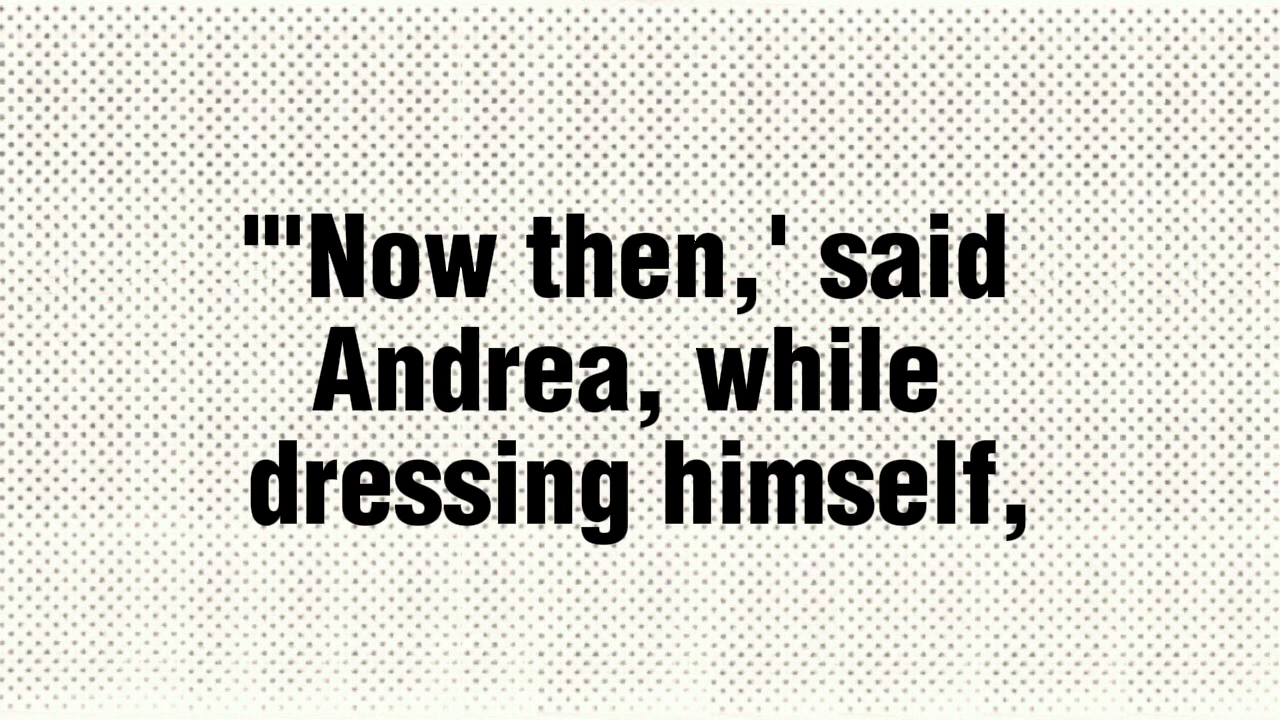 "'Now then,' said
Andrea, while
dressing himself,